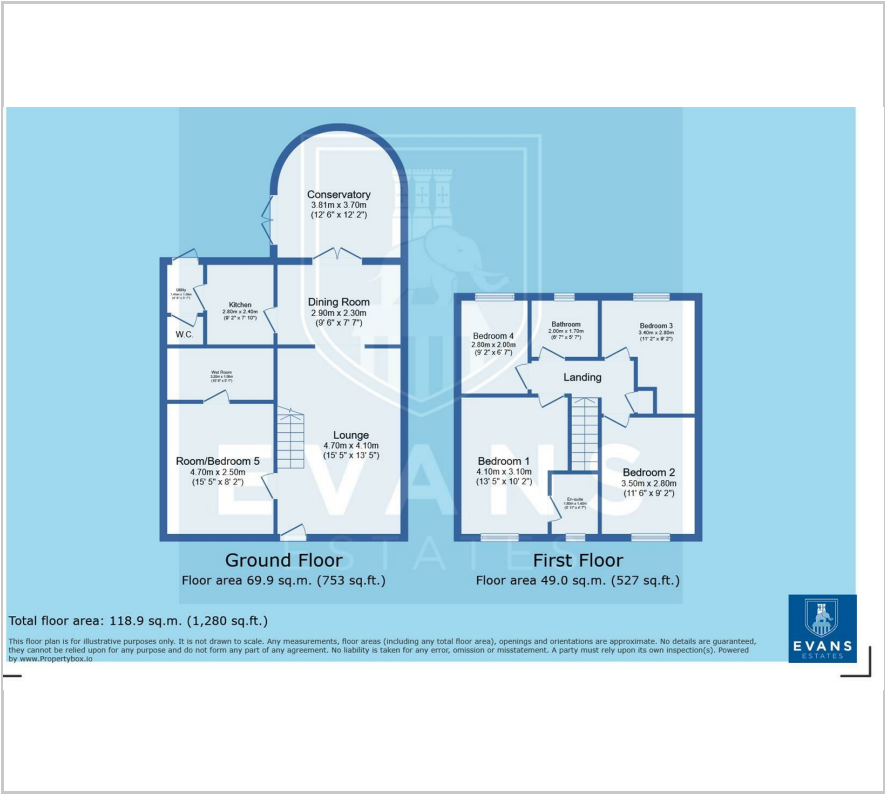 Conservatory
3.81m x 3.70m
(12' 6" x 12' 2")
Utility
Kitchen
2.80m x 2.40m
(9' 2" x 7' 10")
Dining Room
2.90m x 2.30m
(9' 6" x 7' 7")
W.C.
Wet Room
Lounge
4.70m x 4.10m
(15' 5" x 13' 5")
Room/Bedroom 5
4.70m x 2.50m
(15' 5" x 8' 2")
Ground Floor
Floor area 69.9 sq.m. (753 sq.ft.)
Bedroom 4
2.80m x 2.00m
(9' 2" x 6' 7")
Bathroom
2.00m x 1.70m
(6' 7" x 5' 7")
Bedroom 3
3.40m x 2.80m
(11' 2" x 9' 2")
Landing
Bedroom 1
4.10m x 3.10m
(13' 5" x 10' 2")
En-suite
Bedroom 2
3.50m x 2.80m
(11' 6" x 9' 2")
First Floor
Floor area 49.0 sq.m. (527 sq.ft.)
EVANS
ESTATES
Total floor area: 118.9 sq.m. (1,280 sq.ft.)
This floor plan is for illustrative purposes only. It is not drawn to scale. Any measurements, floor areas (including any total floor area), openings and orientations are approximate. No details are guaranteed,
they cannot be relied upon for any purpose and do not form any part of any agreement. No liability is taken for any error, omission or misstatement. A party must rely upon its own inspection(s). Powered
by www.Propertybox.io
EVANS
ESTATES